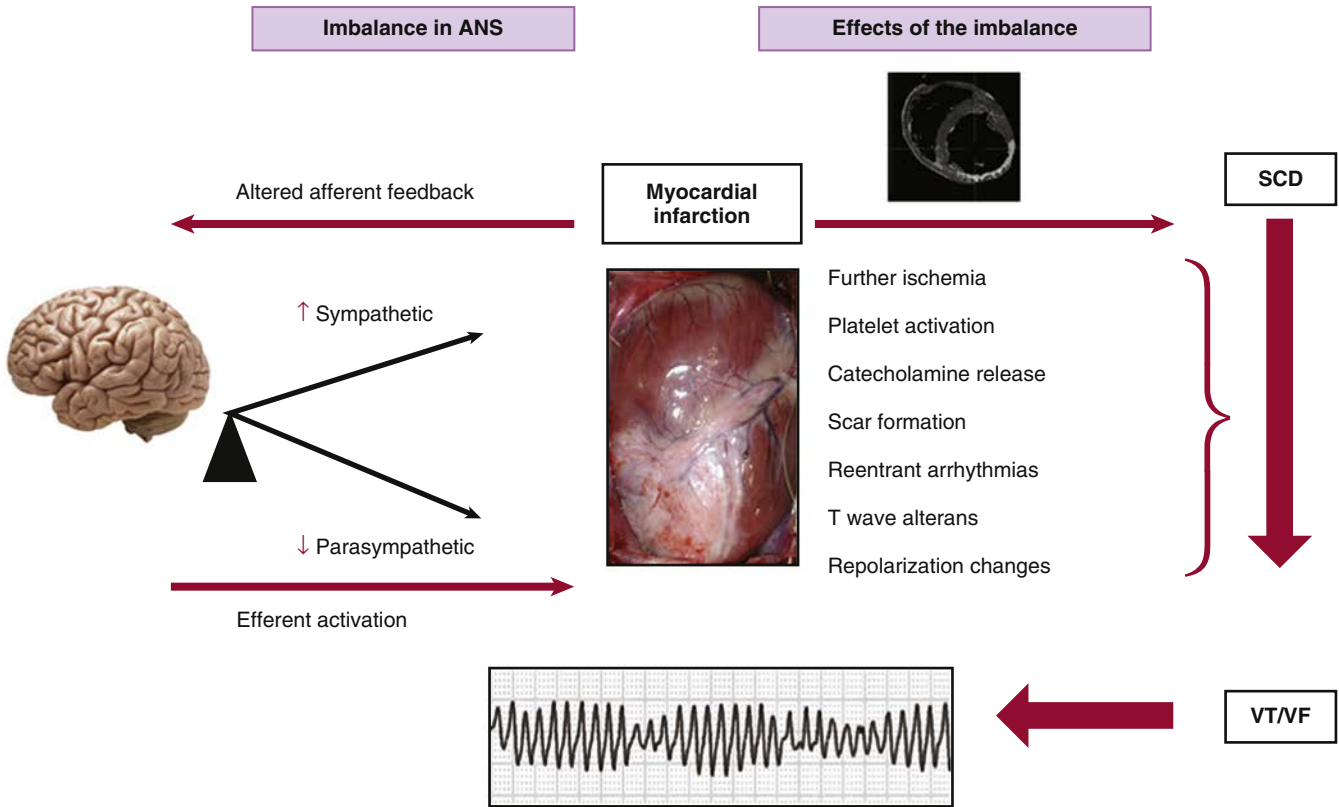 Imbalance in ANS
Effects of the imbalance
Altered afferent feedback
Myocardial
infarction
SCD
↑ Sympathetic
↓ Parasympathetic
Efferent activation
Further ischemia
Platelet activation
Catecholamine release
Scar formation
Reentrant arrhythmias
T wave alterans
Repolarization changes
VT/VF